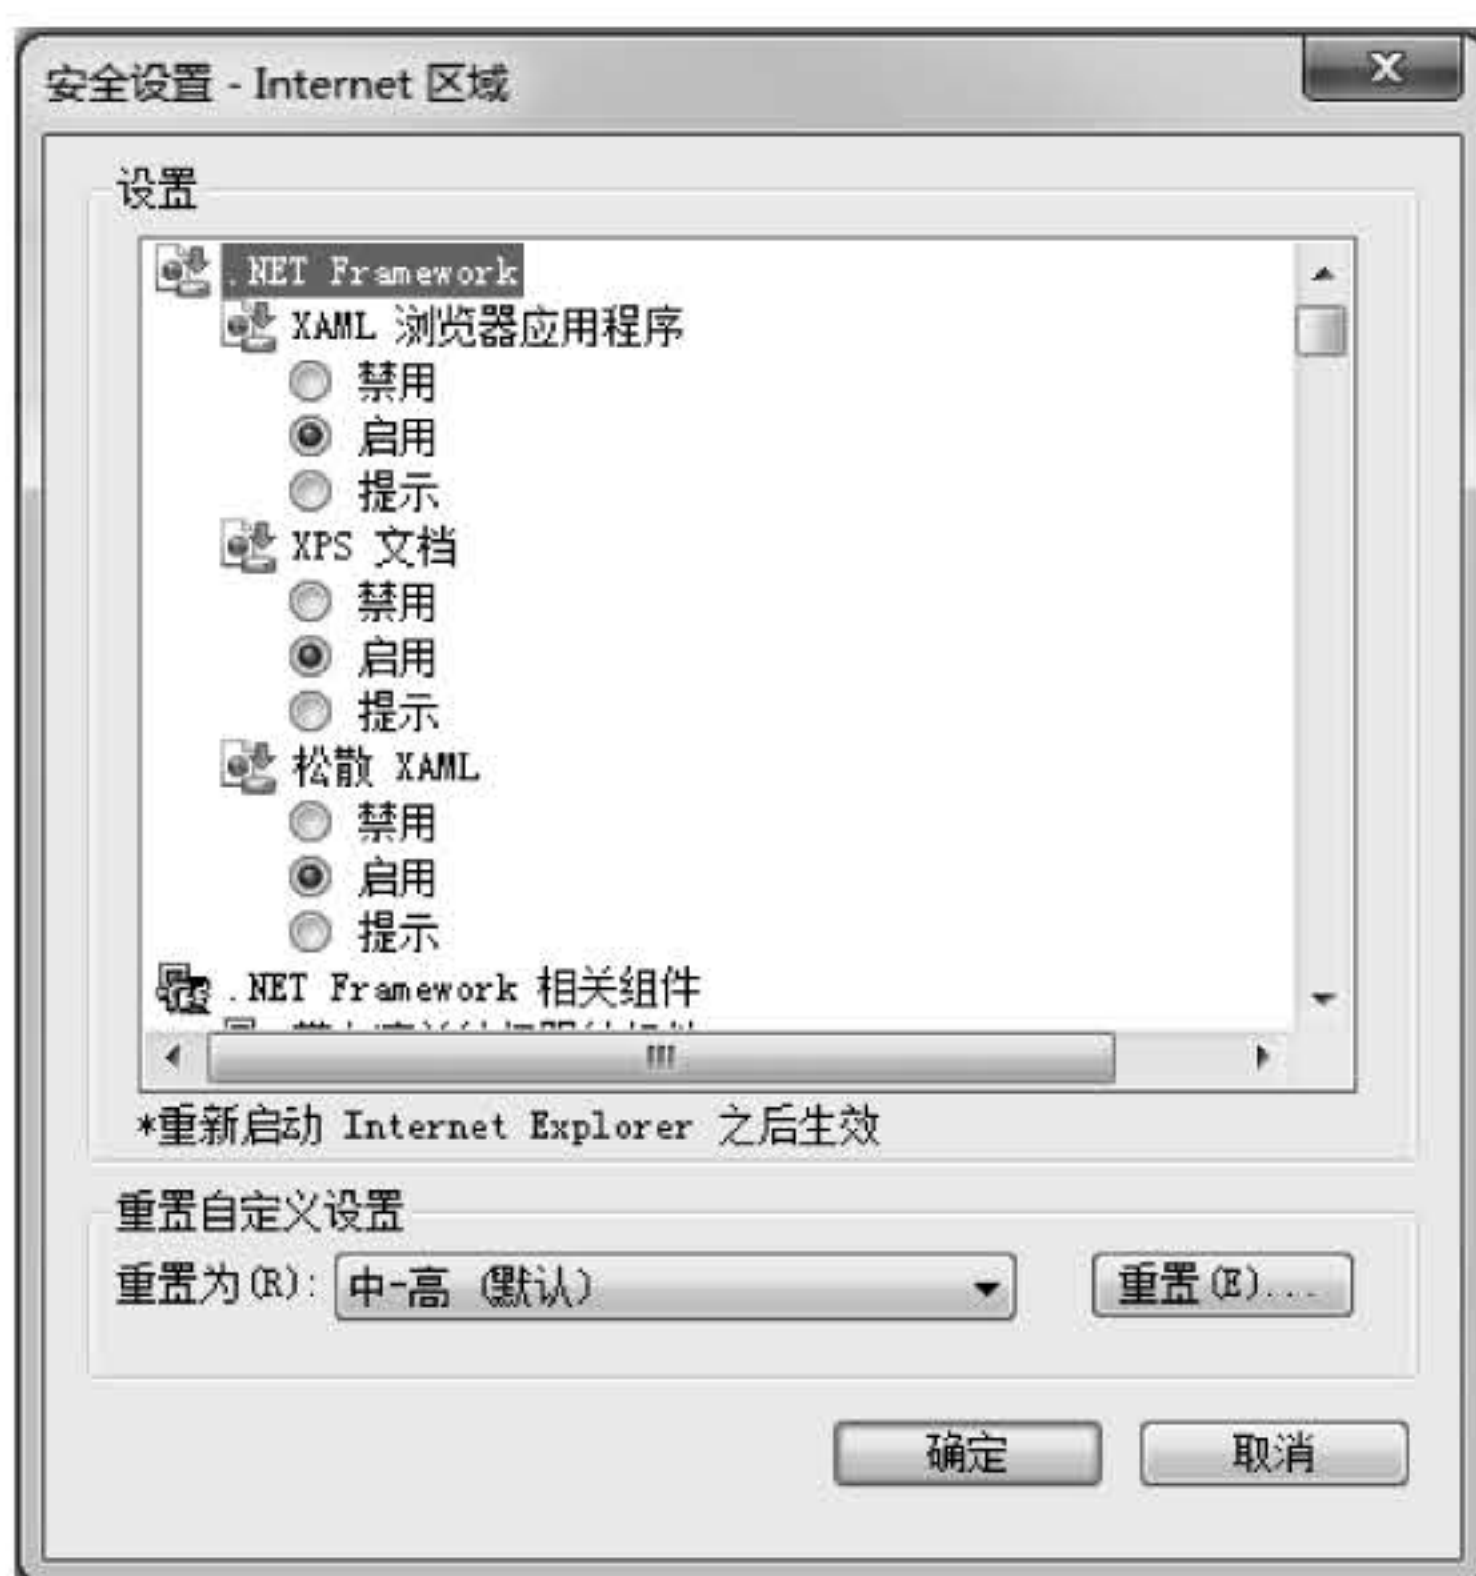 安全设置 - Internet 区域
设置
.NET Framework
XAML 浏览器应用程序
禁用
启用
提示
XPS 文档
禁用
启用
提示
松散 XAML
禁用
启用
提示
.NET Framework 相关组件
*重新启动 Internet Explorer 之后生效
重置自定义设置
重置为(R): 中-高 (默认) 重置(E)...
确定 取消